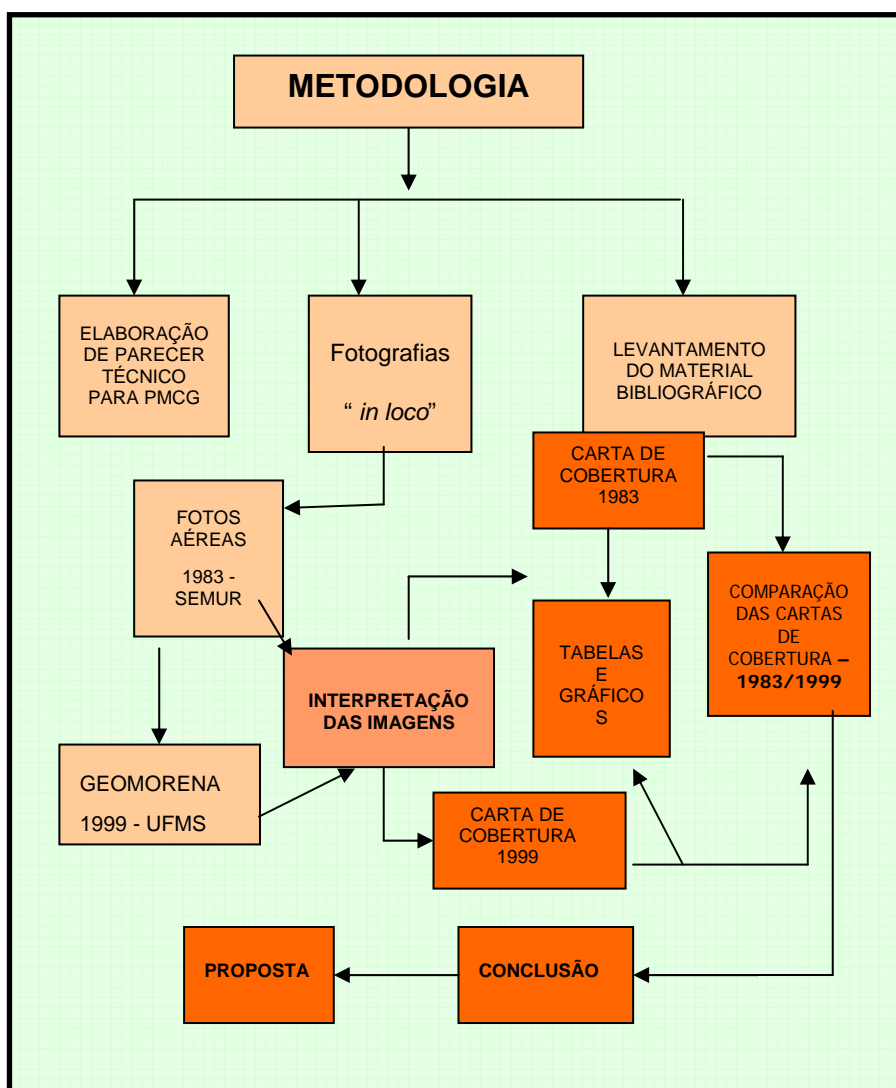 METODOLOGIA
ELABORAÇÃO
DE PARECER
TÉCNICO
PARA PMCG
Fotografias
“ in loco”
LEVANTAMENTO
DO MATERIAL
BIBLIOGRÁFICO
CARTA DE
COBERTURA
1983
FOTOS
AÉREAS
1983 -
SEMUR
COMPARAÇÃO
DAS CARTAS
DE
COBERTURA –
1983/1999
TABELAS
E
GRÁFICO
S
INTERPRETAÇÃO
DAS IMAGENS
GEOMORENA
1999 - UFMS
CARTA DE
COBERTURA
1999
PROPOSTA
CONCLUSÃO